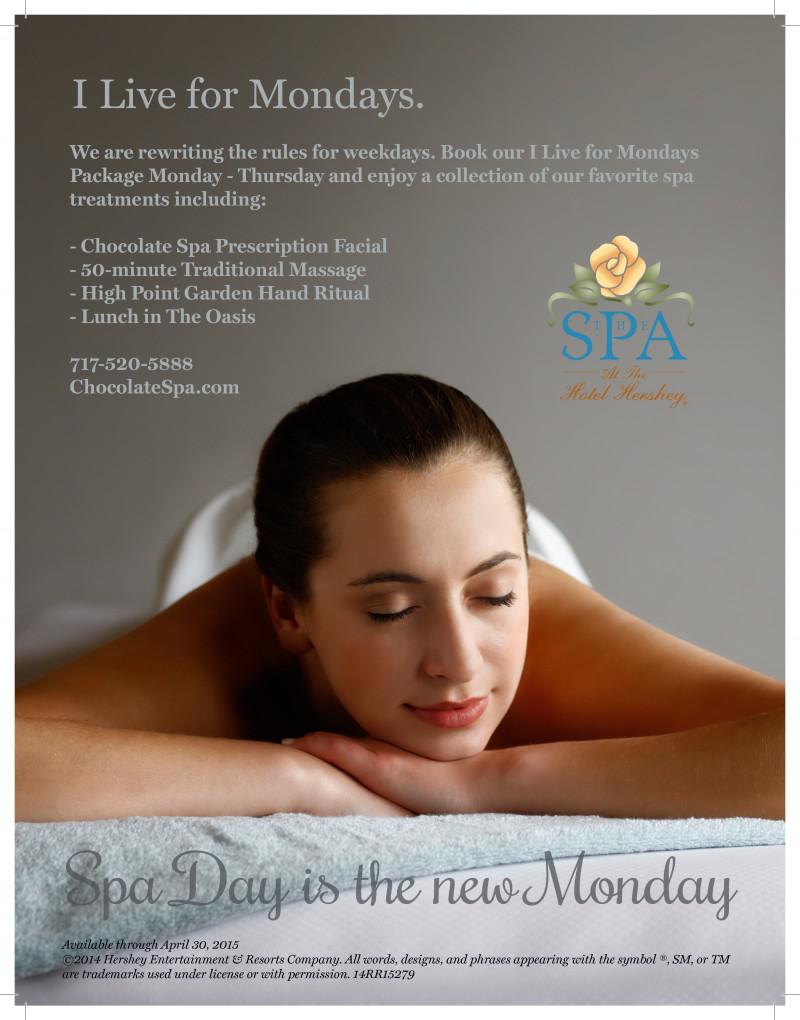 I Live for Mondays.
We are rewriting the rules for weekdays. Book our I Live for Mondays
Package Monday - Thursday and enjoy a collection of our favorite spa
treatments including:
- Chocolate Spa Prescription Facial
- 50-minute Traditional Massage
- High Point Garden Hand Ritual
- Lunch in The Oasis
717-520-5888
ChocolateSpa.com
THE
SPA
At The
Hotel Hershey®
Spa Day is the new Monday
Available through April 30, 2015
©2014 Hershey Entertainment & Resorts Company. All words, designs, and phrases appearing with the symbol ®, SM, or TM
are trademarks used under license or with permission. 14RR15279